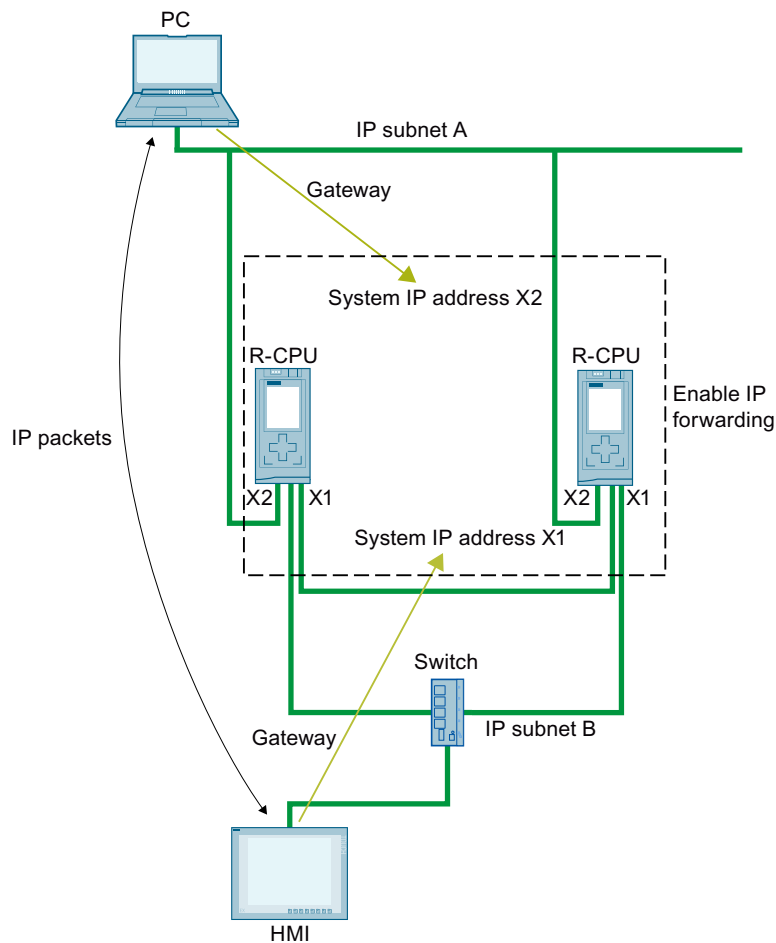 PC
IP subnet A
Gateway
System IP address X2
R-CPU
R-CPU
Enable IP
forwarding
IP packets
X2
X1
X2
X1
System IP address X1
Switch
Gateway
IP subnet B
HMI